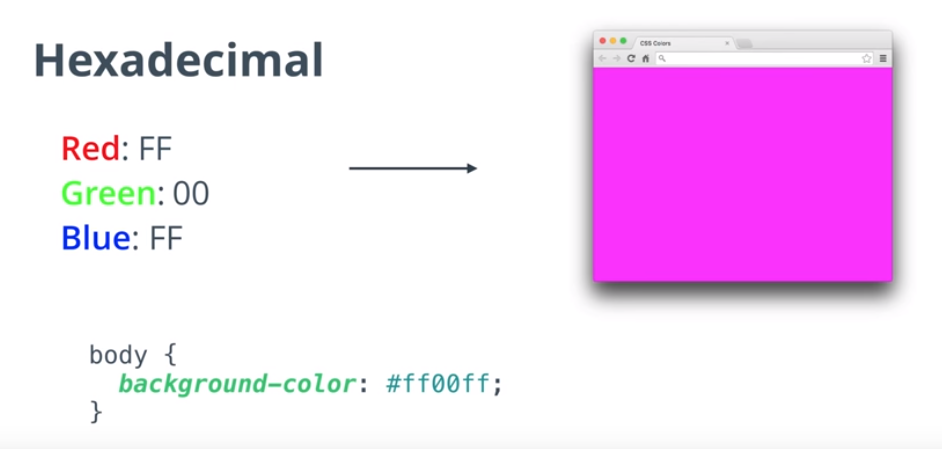 Hexadecimal
CSS Colors
Red: FF
Green: 00
Blue: FF
body {
  background-color: #ff00ff;
}